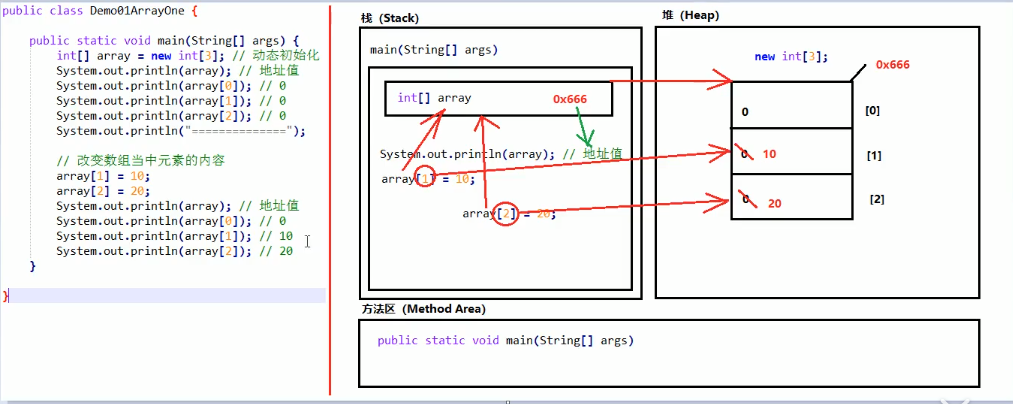 public class Demo01ArrayOne {
public static void main(String[] args) {
int[] array = new int[3]; // 动态初始化
System.out.println(array); // 地址值
System.out.println(array[0]); // 0
System.out.println(array[1]); // 0
System.out.println(array[2]); // 0
System.out.println("==============");
// 改变数组当中元素的内容
array[1] = 10;
array[2] = 20;
System.out.println(array); // 地址值
System.out.println(array[0]); // 0
System.out.println(array[1]); // 10
System.out.println(array[2]); // 20
}
}
栈（Stack）
main(String[] args)
int[] array 0x666
System.out.println(array); // 地址值
array[1] = 10;
array[2] = 20;
堆（Heap）
new int[3];
0x666
0 [0]
0 10 [1]
0 20 [2]
方法区（Method Area）
public static void main(String[] args)